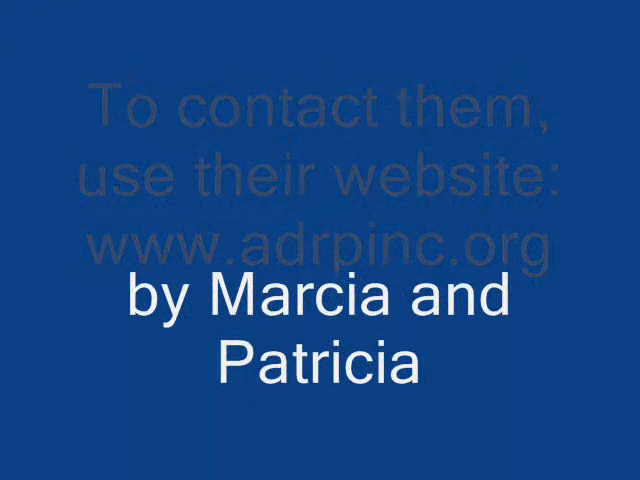 To contact them,
use their website:
www.adrpinc.org
by Marcia and
Patricia